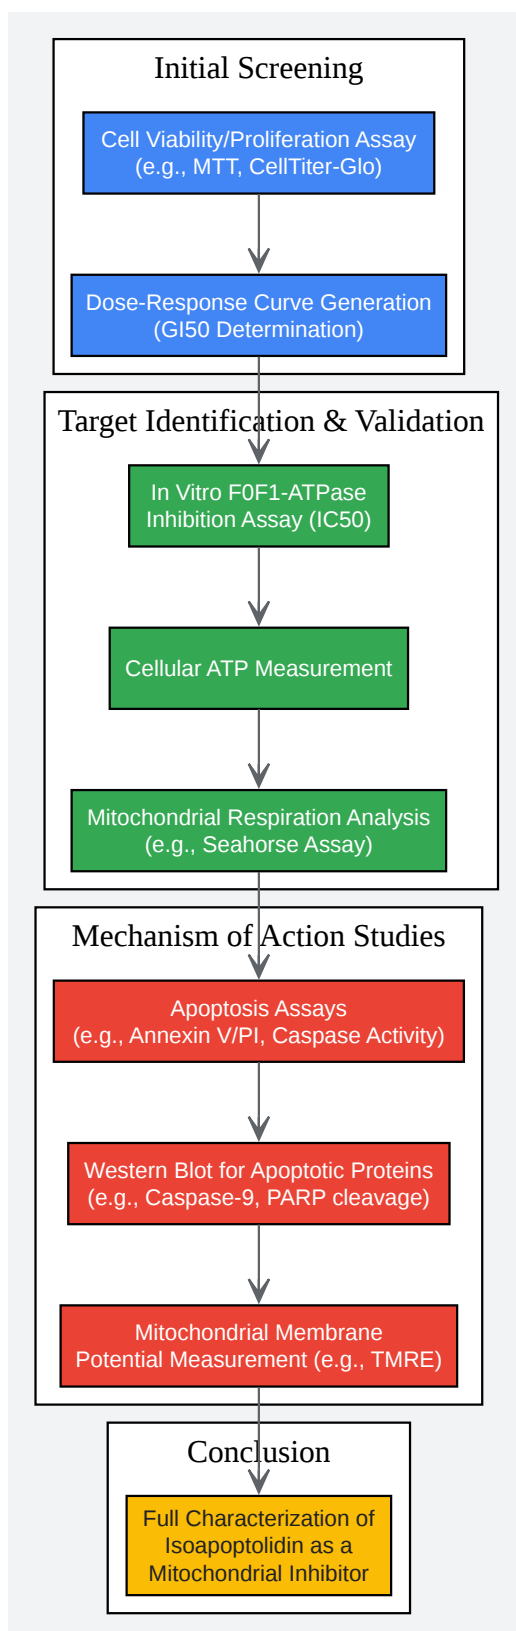 Initial Screening
Cell Viability/Proliferation Assay
(e.g., MTT, CellTiter-Glo)
Dose-Response Curve Generation
(GI50 Determination)
Target Identification & Validation
In Vitro F0F1-ATPase
Inhibition Assay (IC50)
Cellular ATP Measurement
Mitochondrial Respiration Analysis
(e.g., Seahorse Assay)
Mechanism of Action Studies
Apoptosis Assays
(e.g., Annexin V/PI, Caspase Activity)
Western Blot for Apoptotic Proteins
(e.g., Caspase-9, PARP cleavage)
Mitochondrial Membrane
Potential Measurement (e.g., TMRE)
Conclusion
Full Characterization of
Isoapoptolidin as a
Mitochondrial Inhibitor